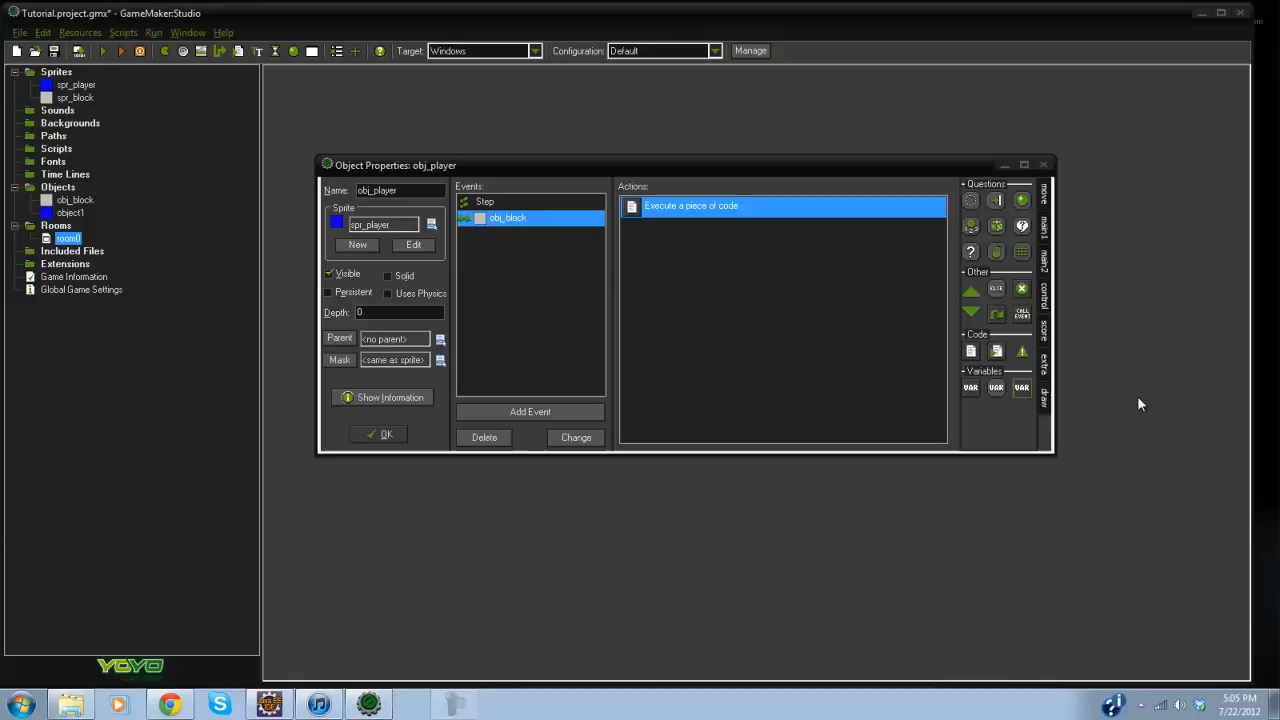 Tutorial.project.gmx* - GameMaker:Studio
File Edit Resources Scripts Run Window Help
Target: Windows Configuration: Default Manage
Sprites
spr_player
spr_block
Sounds
Backgrounds
Paths
Scripts
Fonts
Time Lines
Objects
obj_block
object1
Rooms
room0
Included Files
Extensions
Game Information
Global Game Settings
Object Properties: obj_player
Name: obj_player
Sprite
spr_player
New Edit
Visible Solid
Persistent Uses Physics
Depth: 0
Parent <no parent>
Mask <same as sprite>
Show Information
OK
Events:
Step
obj_block
Add Event
Delete Change
Actions:
Execute a piece of code
Questions
Other
ELSE
CALL EVENT
Code
Variables
VAR VAR VAR
move
main1
main2
control
score
extra
draw
YOYO
5:05 PM
7/22/2012